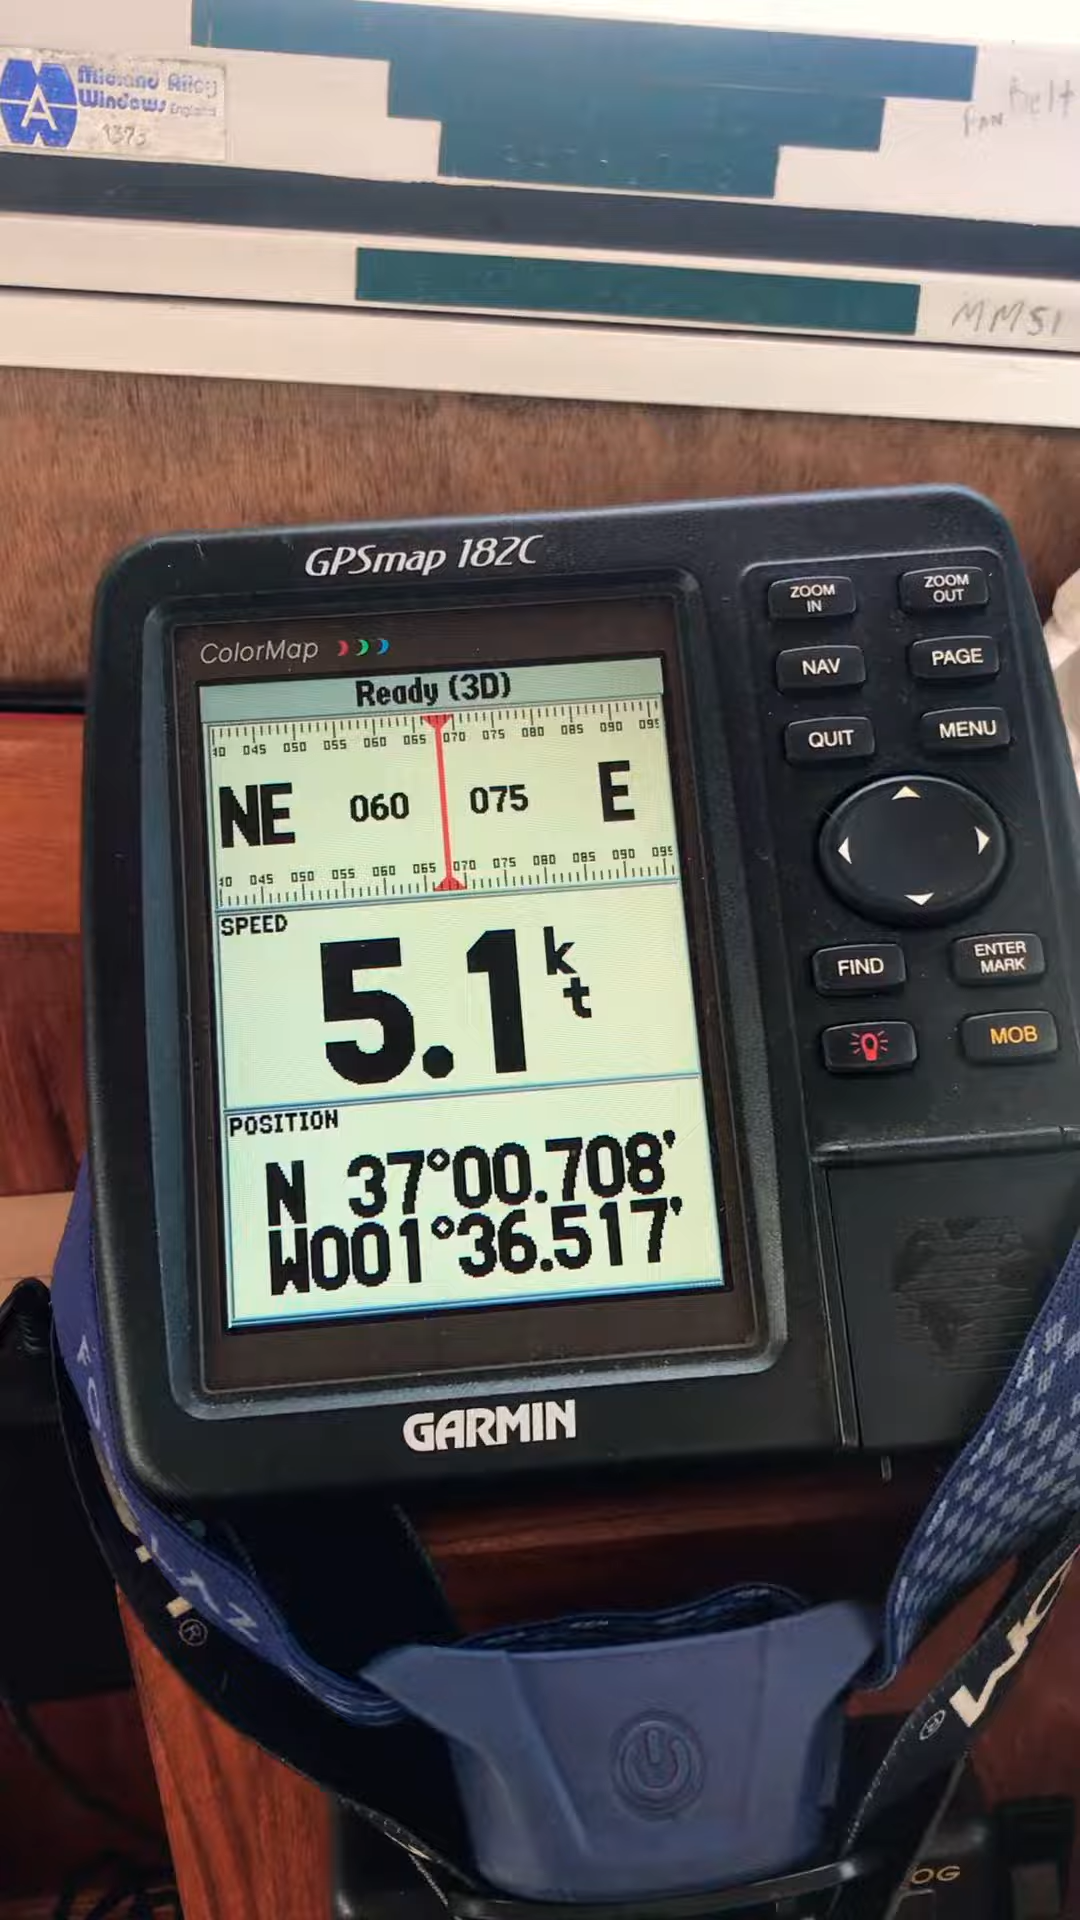 Midland Alloy
Windows England
Fan Belt
MMSI
GPSmap 182C
ColorMap
ZOOM IN
ZOOM OUT
NAV
PAGE
QUIT
MENU
Ready (3D)
40 045 050 055 060 065 070 075 080 085 090 095
NE 060 075 E
40 045 050 055 060 065 070 075 080 085 090 095
SPEED
5.1 kt
FIND
ENTER MARK
MOB
POSITION
N 37°00.708'
W001°36.517'
GARMIN